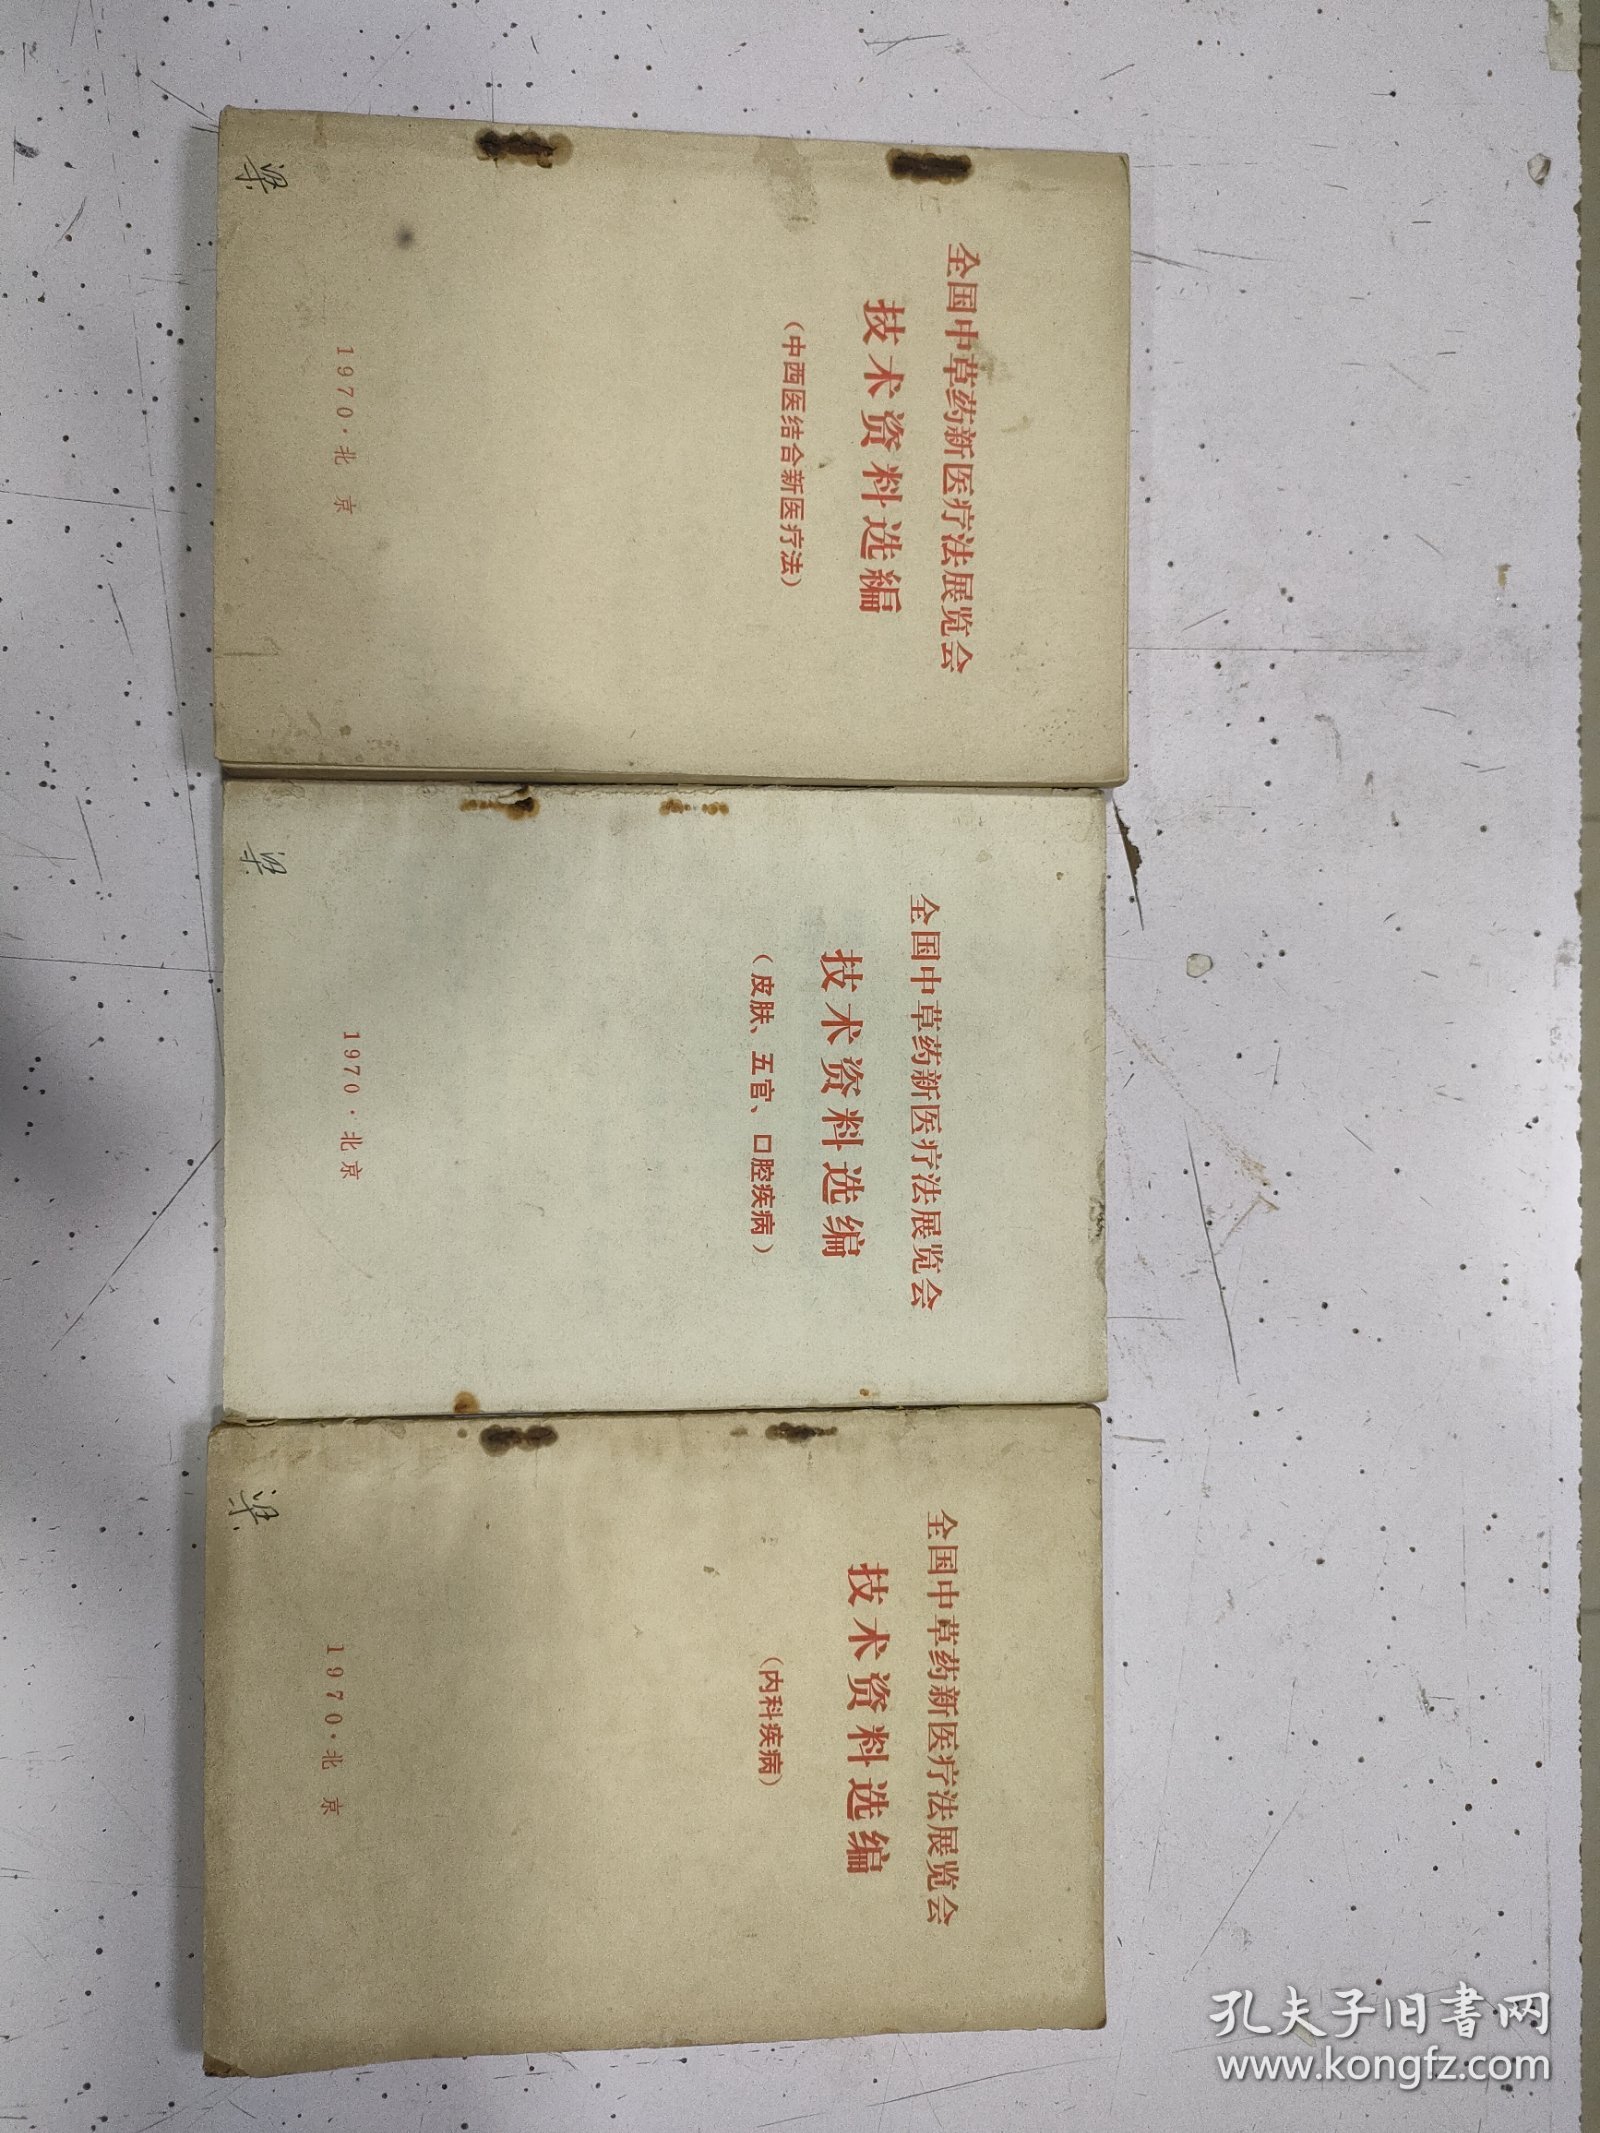 全国中草药新医疗法展览会
技术资料选编
(中西医结合新医疗法)
1970·北京
梁
全国中草药新医疗法展览会
技术资料选编
(皮肤、五官、口腔疾病)
1970·北京
梁
全国中草药新医疗法展览会
技术资料选编
(内科疾病)
1970·北京
梁
孔夫子旧书网
www.kongfz.com